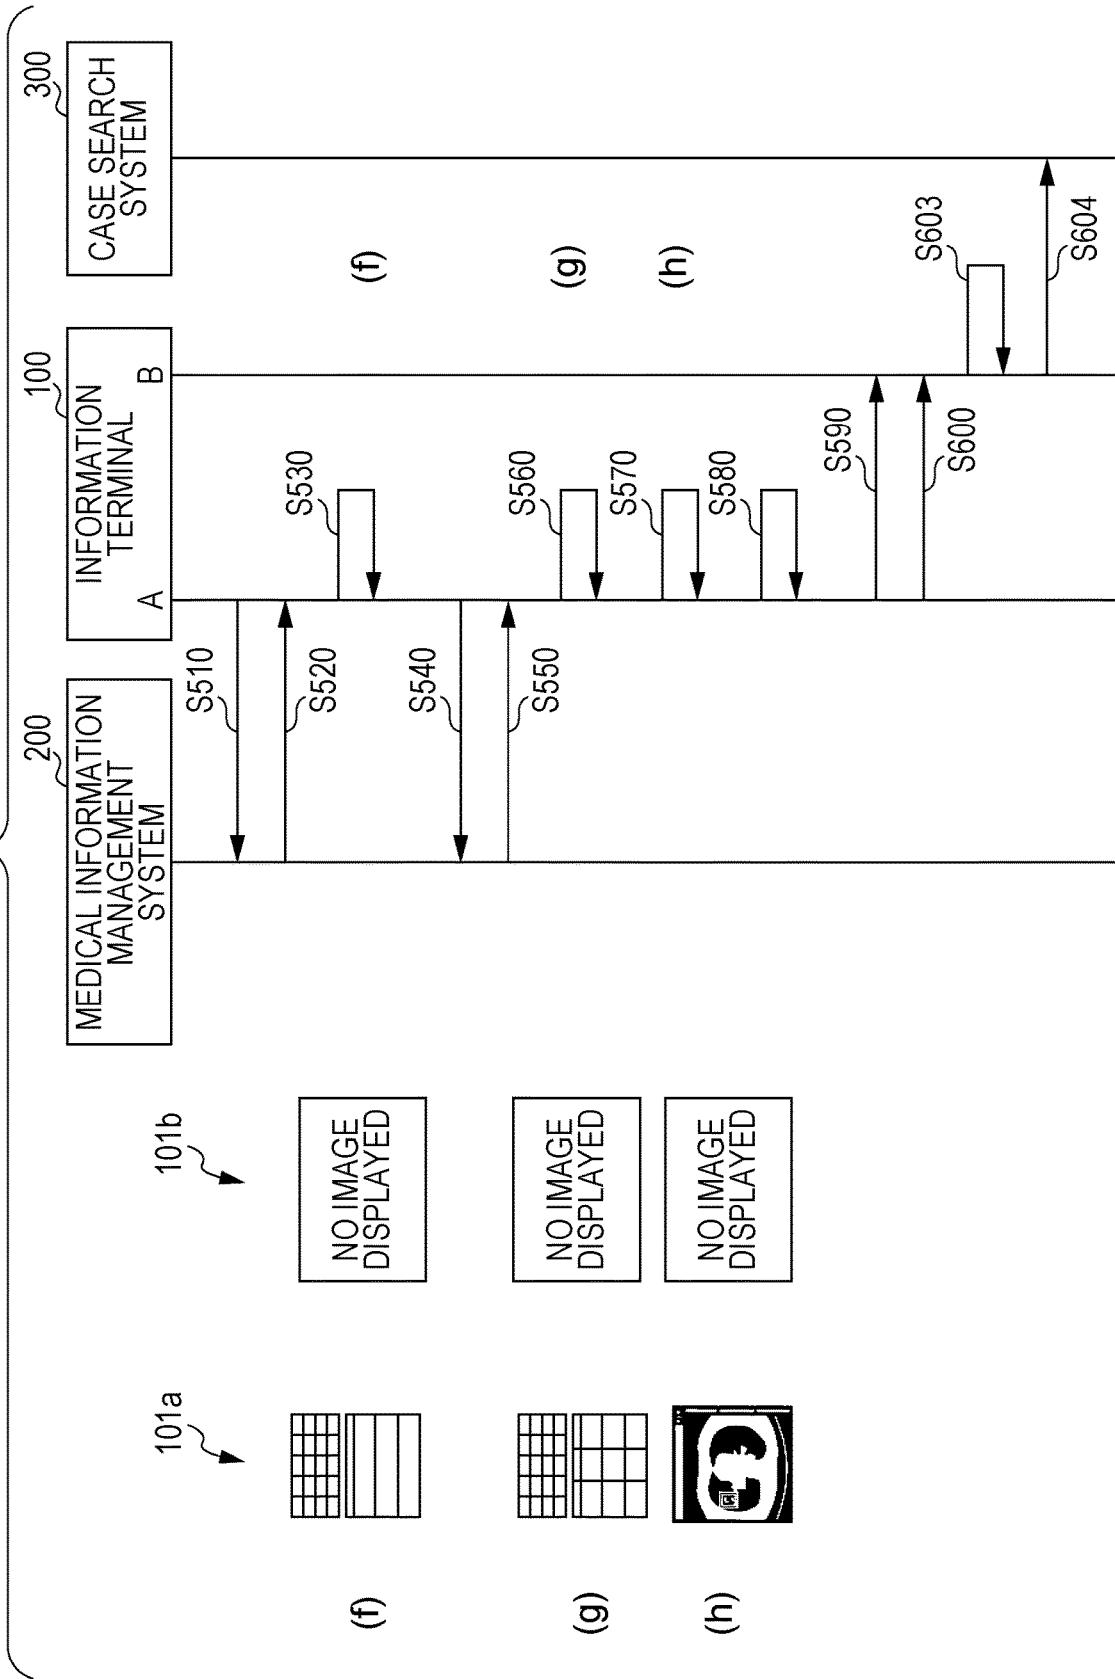 101a
101b
200
MEDICAL INFORMATION
MANAGEMENT
SYSTEM
100
INFORMATION
TERMINAL
A
B
300
CASE SEARCH
SYSTEM
S510
S520
(f)
NO IMAGE
DISPLAYED
S530
(f)
S540
S550
(g)
NO IMAGE
DISPLAYED
S560
(g)
(h)
NO IMAGE
DISPLAYED
S570
(h)
S580
S590
S600
S603
S604